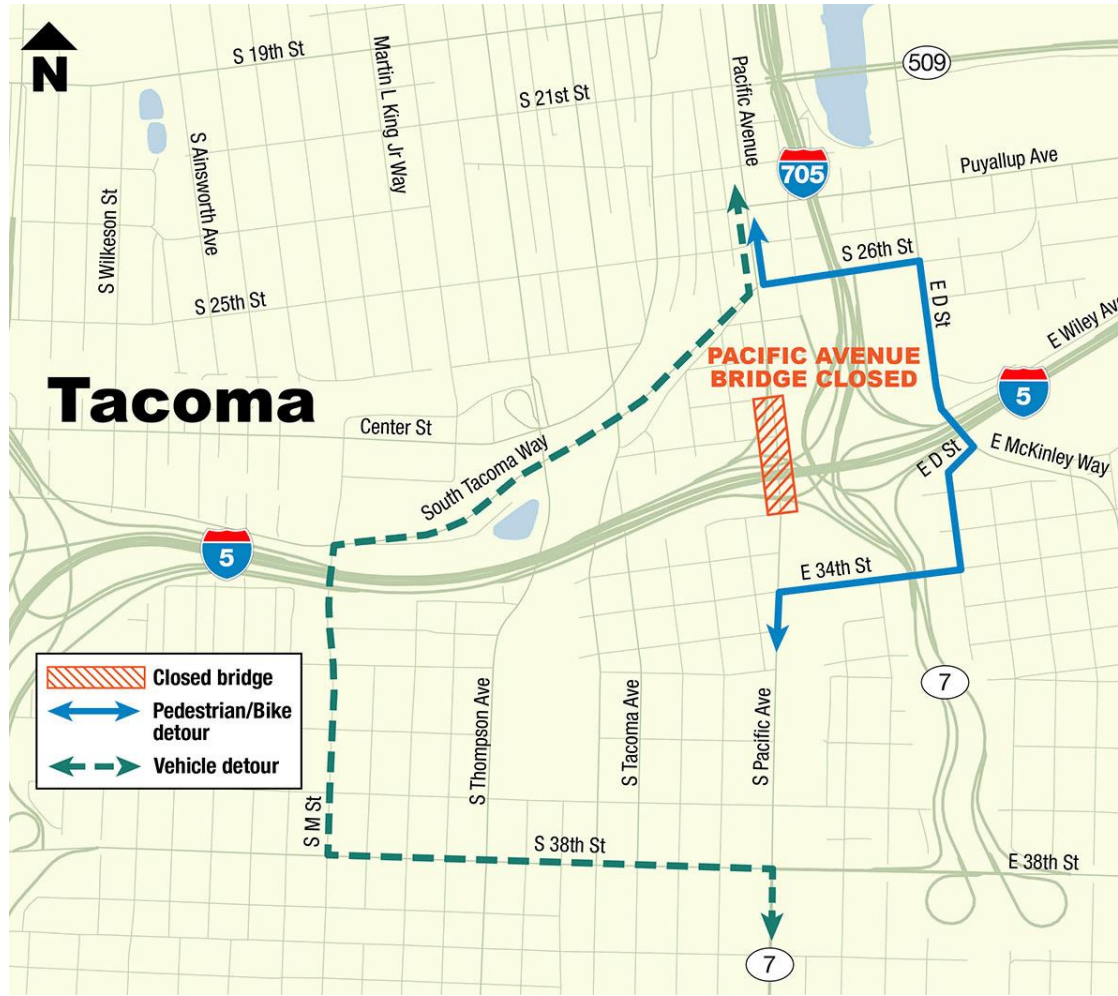 N
S 19th St
Martin L King Jr Way
S 21st St
Pacific Avenue
509
705
Puyallup Ave
S Ainsworth Ave
S Wilkeson St
S 26th St
S 25th St
E D St
E Wiley Av
PACIFIC AVENUE
BRIDGE CLOSED
5
Tacoma
Center St
South Tacoma Way
E D St
E McKinley Way
5
E 34th St
Closed bridge
Pedestrian/Bike
detour
Vehicle detour
7
S Thompson Ave
S Tacoma Ave
S Pacific Ave
S M St
S 38th St
E 38th St
7